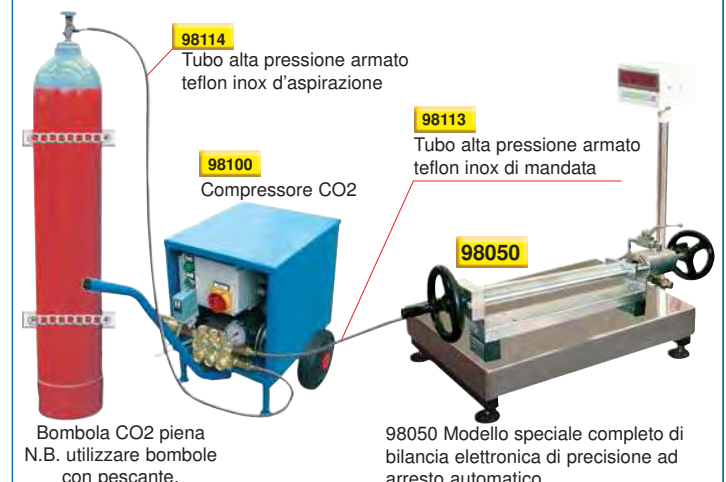 98114
Tubo alta pressione armato
teflon inox d'aspirazione
98113
Tubo alta pressione armato
teflon inox di mandata
98100
Compressore CO2
98050
Bombola CO2 piena
N.B. utilizzare bombole
con pescante.
98050 Modello speciale completo di
bilancia elettronica di precisione ad
arresto automatico